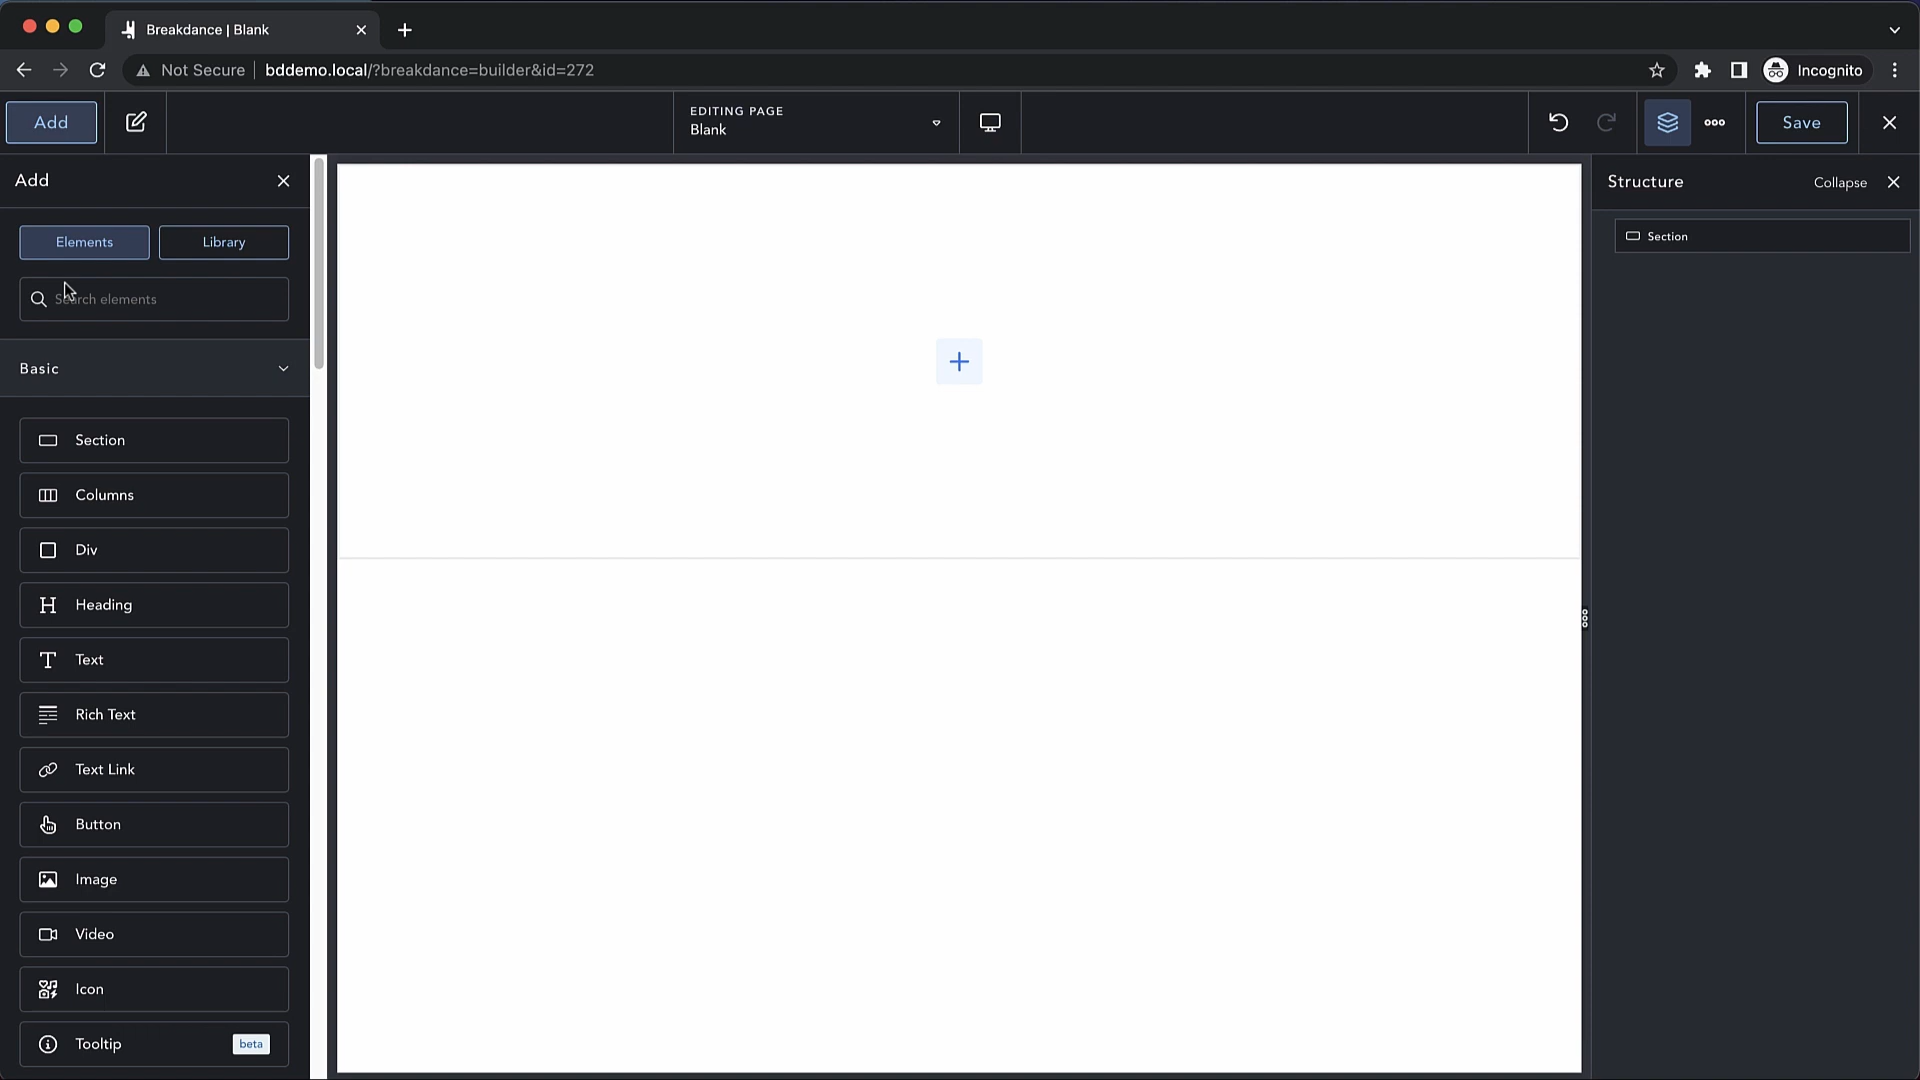 Breakdance | Blank
Not Secure
bddemo.local/?breakdance=builder&id=272
Incognito
Add
EDITING PAGE
Blank
Save
Add
Elements
Library
Search elements
Basic
Section
Columns
Div
Heading
Text
Rich Text
Text Link
Button
Image
Video
Icon
Tooltip
beta
Structure
Collapse
Section